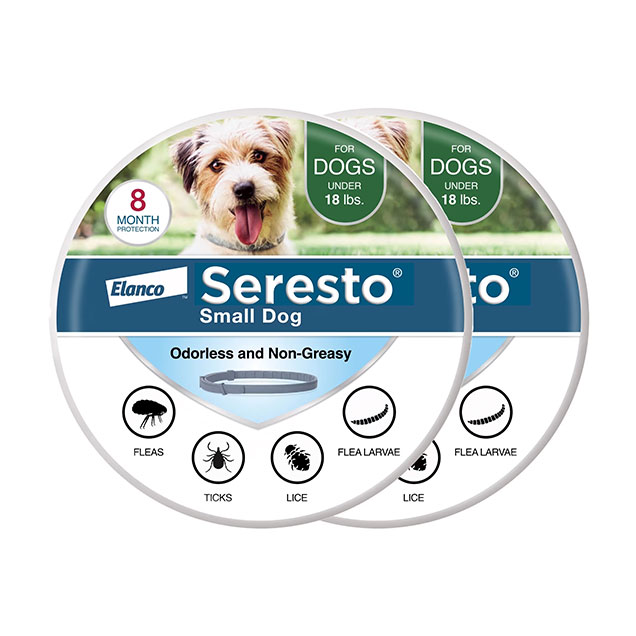 8
MONTH
PROTECTION
FOR
DOGS
UNDER
18 lbs.
Elanco™
Seresto®
Small Dog
Odorless and Non-Greasy
FLEAS
TICKS
LICE
FLEA LARVAE
FOR
DOGS
UNDER
18 lbs.
to®
FLEA LARVAE
LICE